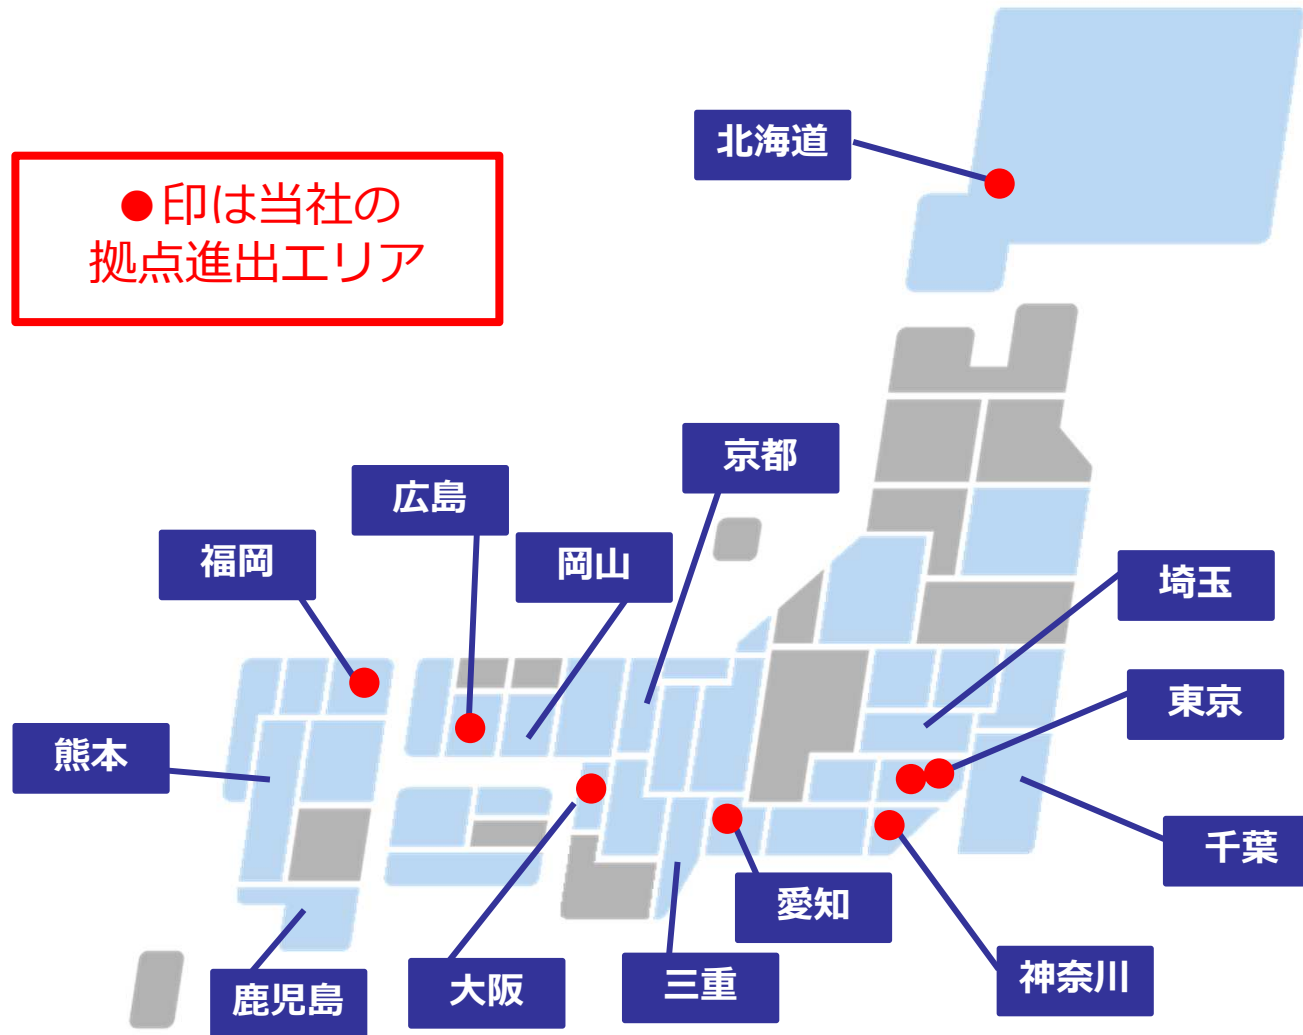 北海道
●印は当社の
拠点進出エリア
京都
広島
福岡
岡山
埼玉
東京
熊本
千葉
愛知
神奈川
三重
大阪
鹿児島